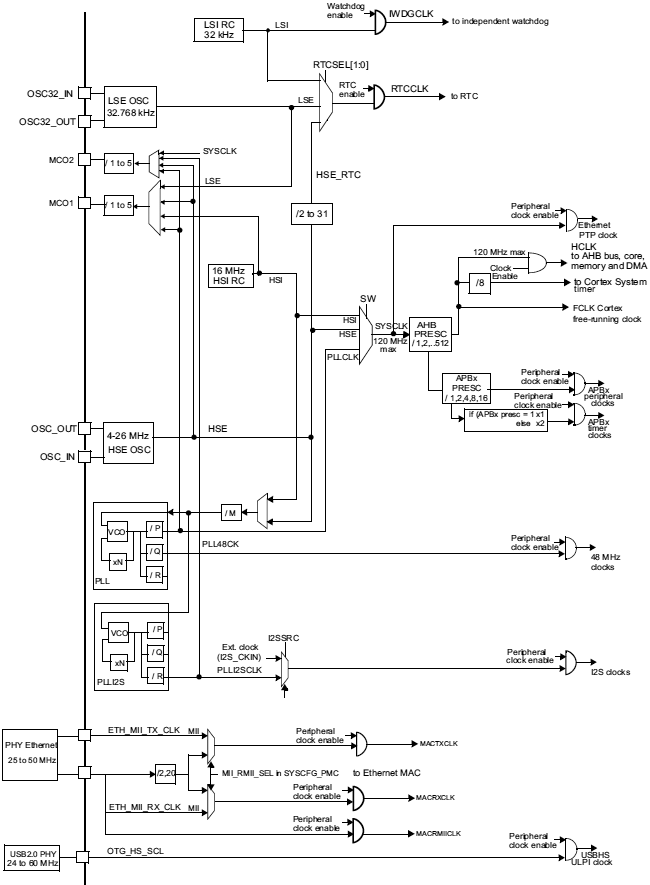 Watchdog
enable
IWDGCLK
to independent watchdog
LSI RC
32 kHz
LSI
RTCSEL[1:0]
RTC
enable
RTCCLK
to RTC
OSC32_IN
OSC32_OUT
LSE OSC
32.768 kHz
LSE
MCO2
/ 1 to 5
SYSCLK
LSE
HSE_RTC
MCO1
/ 1 to 5
/2 to 31
Peripheral
clock enable
Ethernet
PTP clock
HCLK
to AHB bus, core,
memory and DMA
120 MHz max
Clock
Enable
/8
to Cortex System
timer
FCLK Cortex
free-running clock
16 MHz
HSI RC
HSI
SW
HSI
HSE
PLLCLK
SYSCLK
120 MHz
max
AHB
PRESC
/ 1,2,..512
APBx
PRESC
/ 1,2,4,8,16
Peripheral
clock enable
APBx
peripheral
clocks
Peripheral
clock enable
if (APBx presc = 1 x1
else x2
APBx
timer
clocks
OSC_OUT
OSC_IN
4-26 MHz
HSE OSC
HSE
/ M
VCO
/ P
xN
/ Q
/ R
PLL
PLL48CK
Peripheral
clock enable
48 MHz
clocks
VCO
/ P
xN
/Q
/ R
PLLI2S
Ext. clock
(I2S_CKIN)
PLLI2SCLK
I2SSRC
Peripheral
clock enable
I2S clocks
PHY Ethernet
25 to 50 MHz
ETH_MII_TX_CLK MII
Peripheral
clock enable
MACTXCLK
/2,20
MII_RMII_SEL in SYSCFG_PMC
to Ethernet MAC
ETH_MII_RX_CLK MII
Peripheral
clock enable
MACRXCLK
Peripheral
clock enable
MACRMIICLK
USB2.0 PHY
24 to 60 MHz
OTG_HS_SCL
Peripheral
clock enable
USBHS
ULPI clock